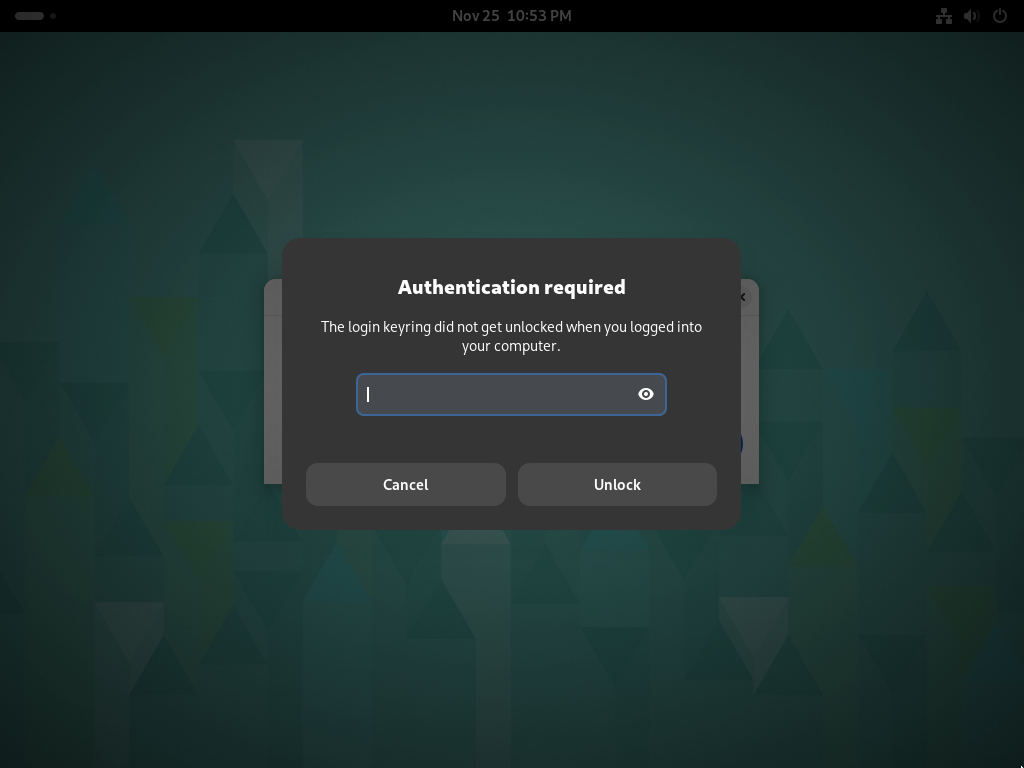 Nov 25 10:53 PM
Authentication required
The login keyring did not get unlocked when you logged into
your computer.
Cancel
Unlock